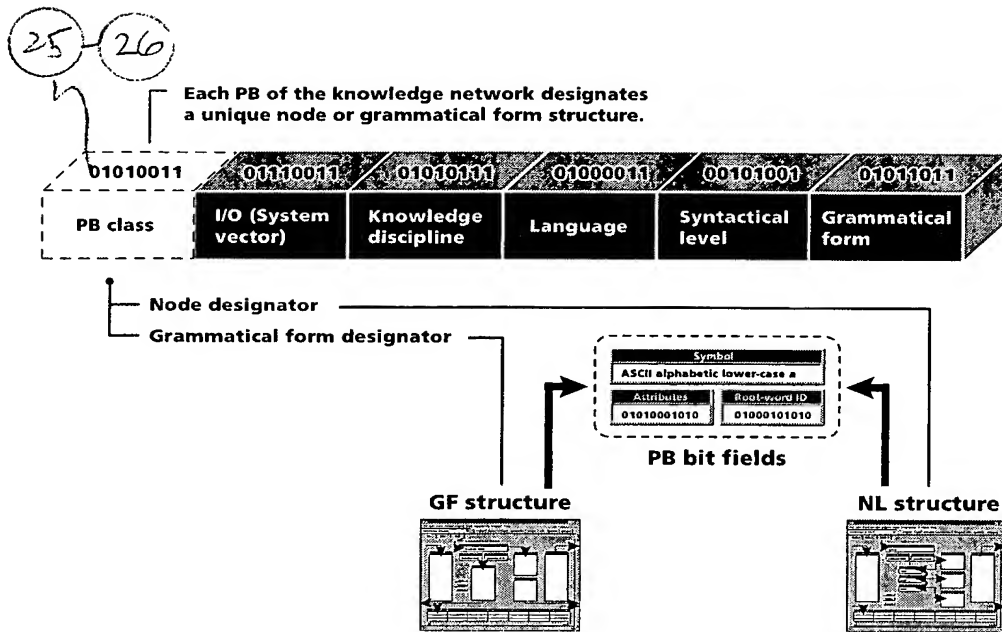 25 - 26
Each PB of the knowledge network designates
a unique node or grammatical form structure.
01010011 01110011 01010111 01000011 00101001 01011011
PB class
I/O (System
vector)
Knowledge
discipline
Language
Syntactical
level
Grammatical
form
Node designator
Grammatical form designator
Symbol
ASCII alphabetic lower-case a
Attributes Root-word ID
01010001010 01000101010
PB bit fields
GF structure
NL structure